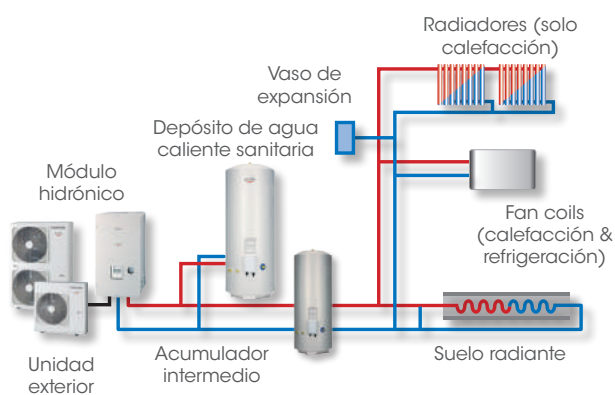 Radiadores (solo
calefacción)
Vaso de
expansión
Depósito de agua
caliente sanitaria
Módulo
hidrónico
Fan coils
(calefacción &
refrigeración)
Unidad
exterior
Acumulador
intermedio
Suelo radiante